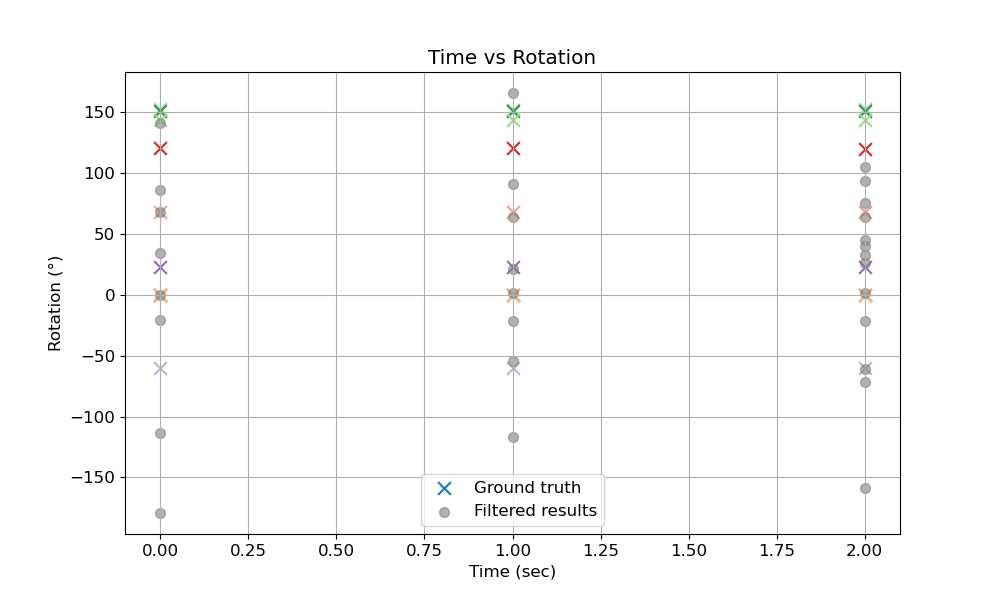 Time vs Rotation
150
100
50
0
−50
−100
−150
Rotation (°)
Ground truth
Filtered results
0.00 0.25 0.50 0.75 1.00 1.25 1.50 1.75 2.00
Time (sec)